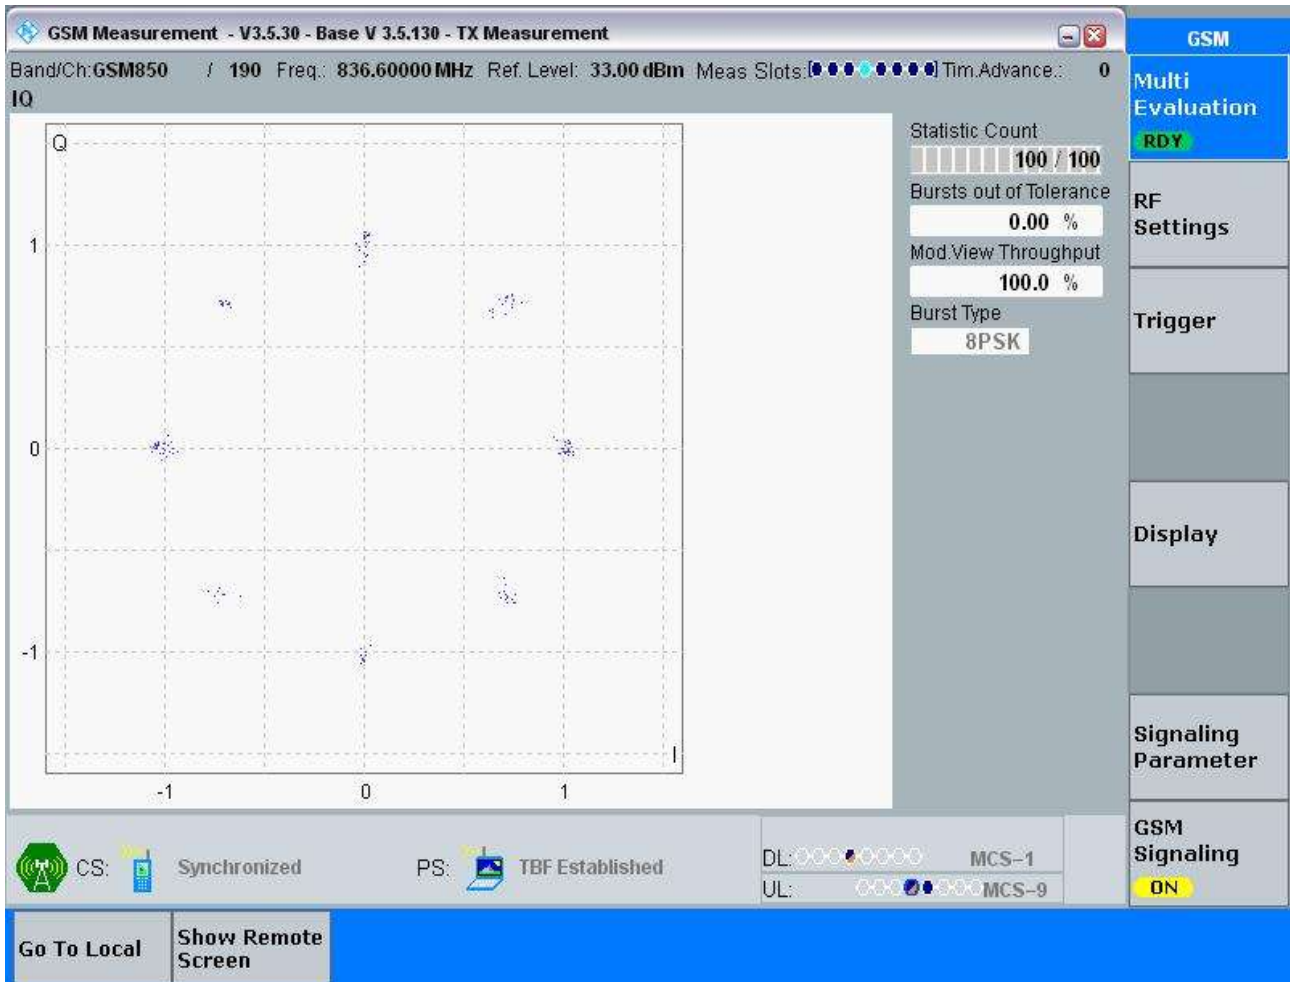 GSM Measurement - V3.5.30 - Base V 3.5.130 - TX Measurement
GSM
Band/Ch: GSM850 / 190 Freq.: 836.60000 MHz Ref. Level: 33.00 dBm Meas Slots: Tim.Advance.: 0
IQ
Multi
Evaluation
RDY
Q
Statistic Count
100 / 100
Bursts out of Tolerance
0.00 %
Mod.View Throughput
100.0 %
Burst Type
8PSK
1
0
-1
I
-1 0 1
RF
Settings
Trigger
Display
Signaling
Parameter
GSM
Signaling
ON
CS: Synchronized PS: TBF Established
DL: MCS-1
UL: MCS-9
Go To Local
Show Remote
Screen